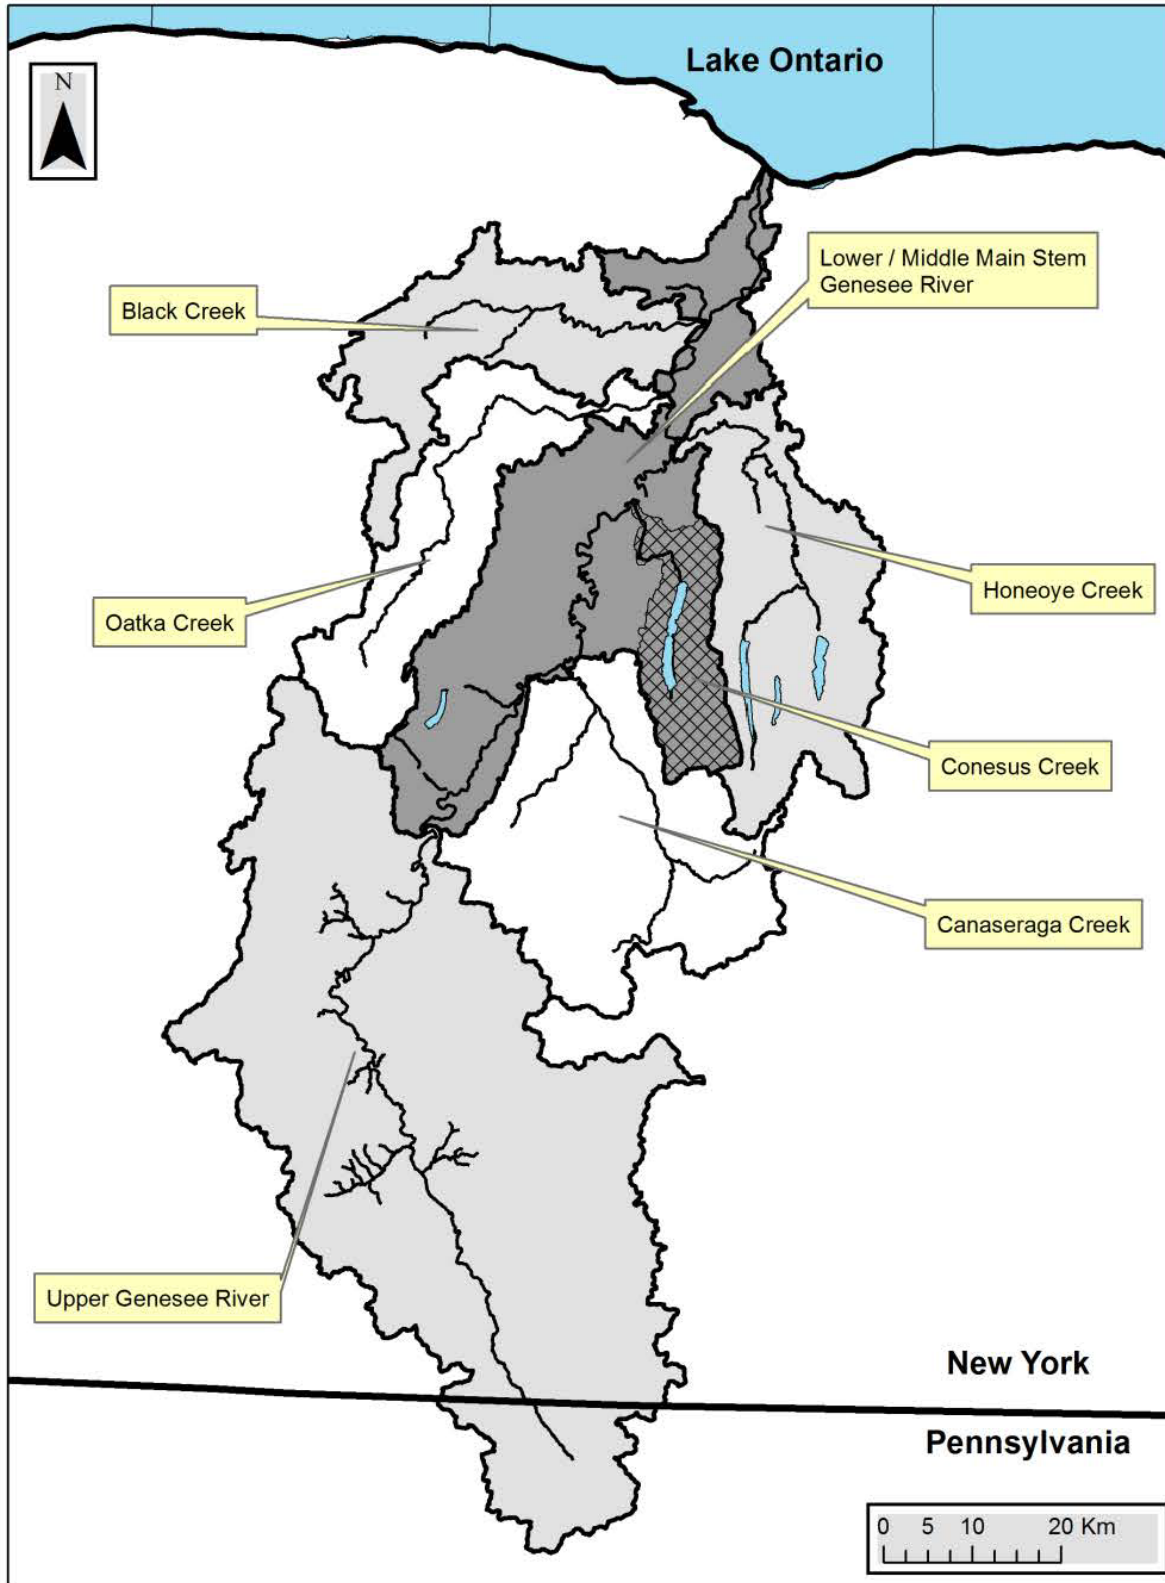 Lake Ontario
N
Lower / Middle Main Stem
Genesee River
Black Creek
Honeoye Creek
Oatka Creek
Conesus Creek
Canaseraga Creek
Upper Genesee River
New York
Pennsylvania
0 5 10 20 Km